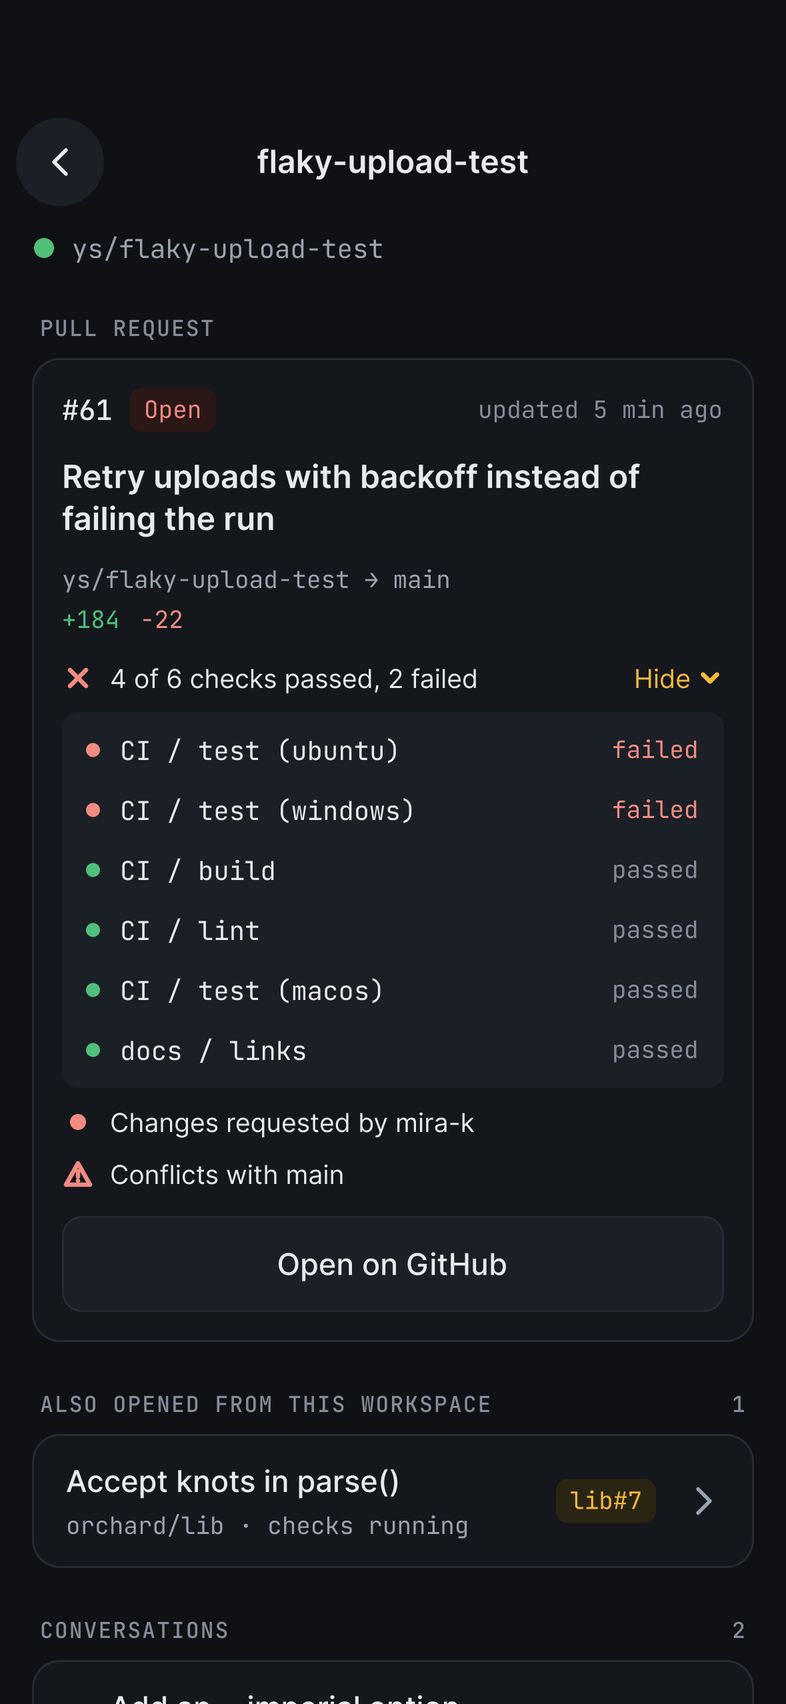 flaky-upload-test
ys/flaky-upload-test
PULL REQUEST
#61 Open updated 5 min ago
Retry uploads with backoff instead of
failing the run
ys/flaky-upload-test → main
+184 -22
4 of 6 checks passed, 2 failed Hide
CI / test (ubuntu) failed
CI / test (windows) failed
CI / build passed
CI / lint passed
CI / test (macos) passed
docs / links passed
Changes requested by mira-k
Conflicts with main
Open on GitHub
ALSO OPENED FROM THIS WORKSPACE 1
Accept knots in parse() lib#7
orchard/lib · checks running
CONVERSATIONS 2